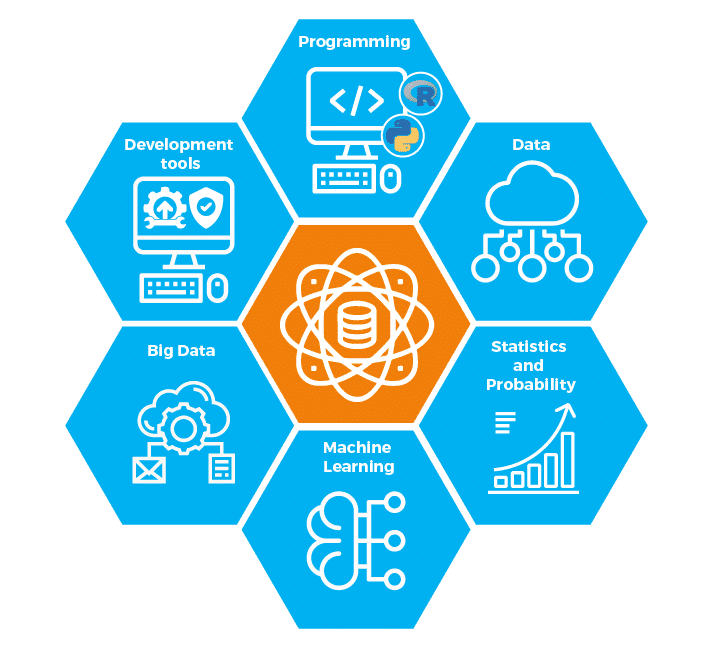 Programming
Development
tools
Data
Big Data
Statistics
and
Probability
Machine
Learning